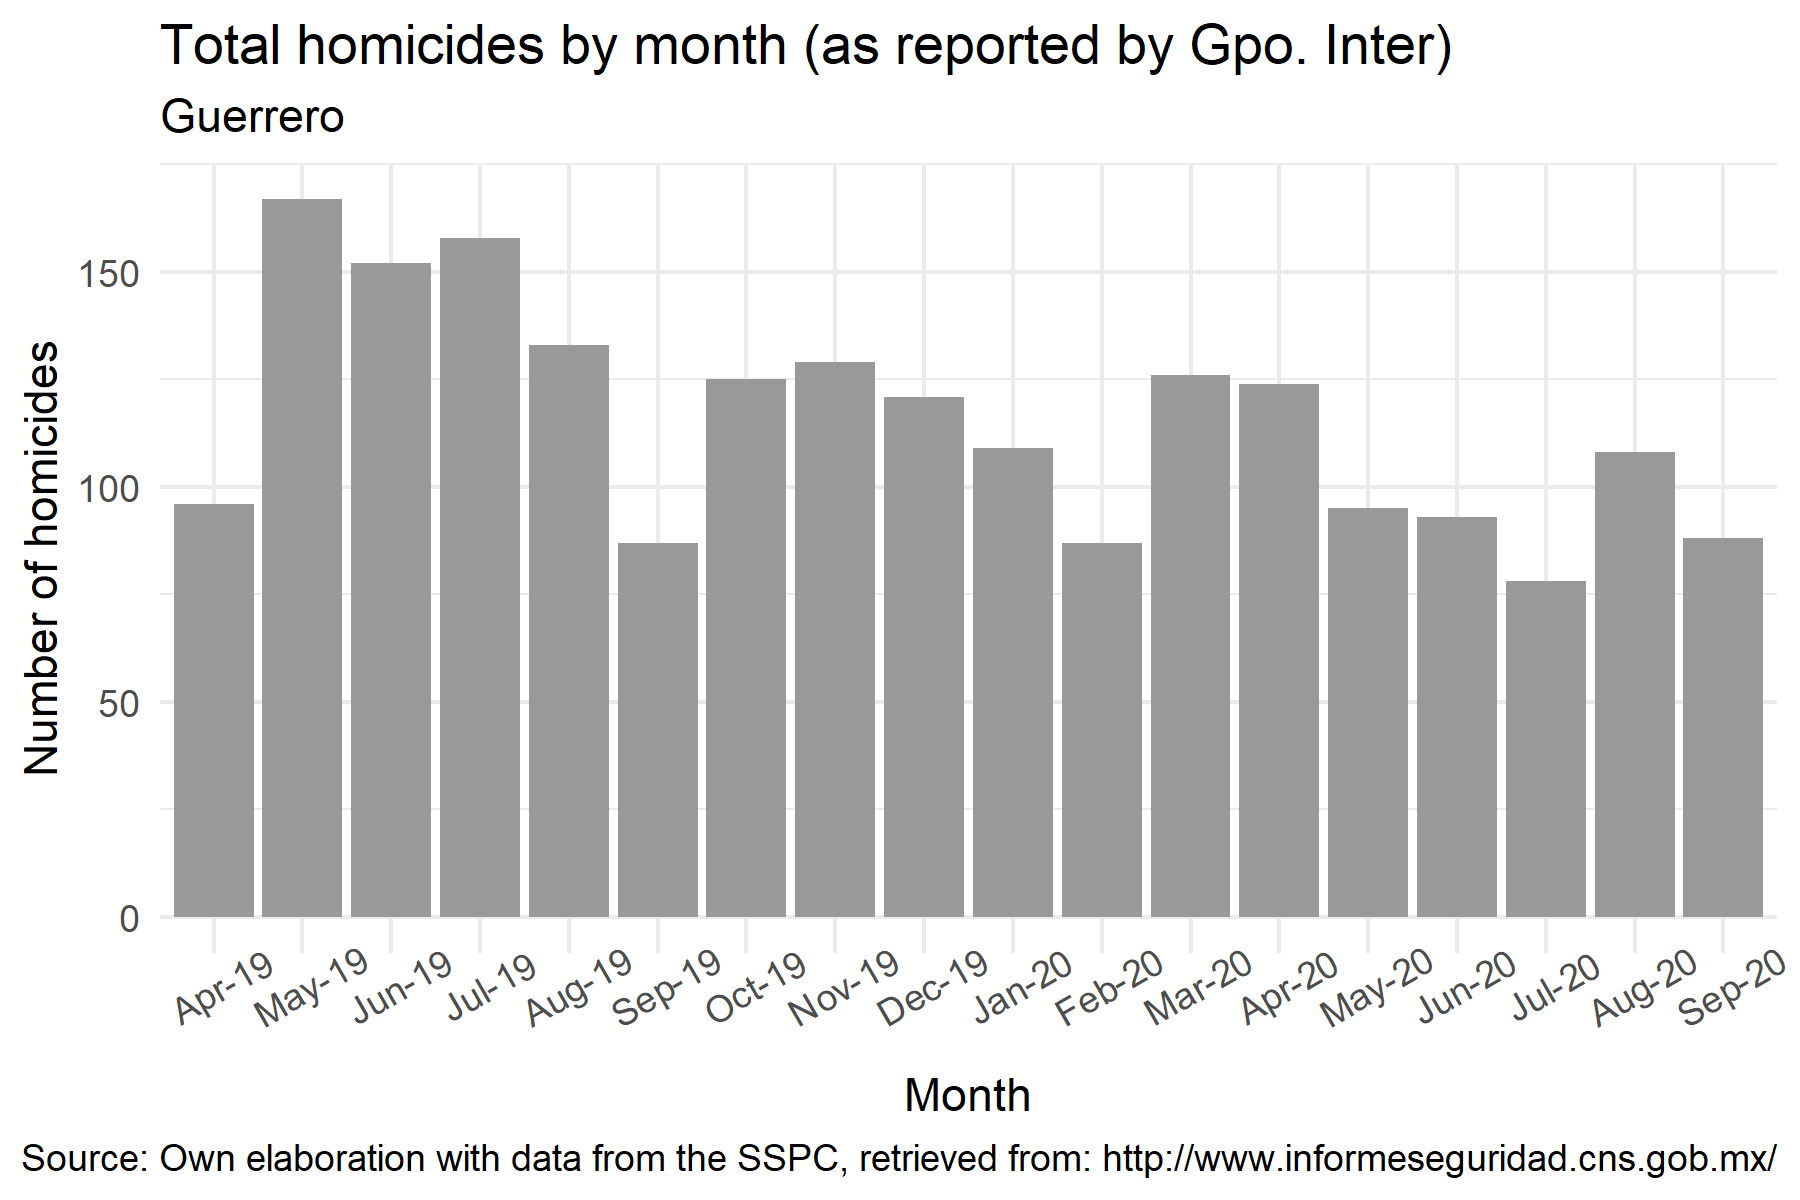 Total homicides by month (as reported by Gpo. Inter)
Guerrero
Number of homicides
150
100
50
0
Apr-19
May-19
Jun-19
Jul-19
Aug-19
Sep-19
Oct-19
Nov-19
Dec-19
Jan-20
Feb-20
Mar-20
Apr-20
May-20
Jun-20
Jul-20
Aug-20
Sep-20
Month
Source: Own elaboration with data from the SSPC, retrieved from: http://www.informeseguridad.cns.gob.mx/